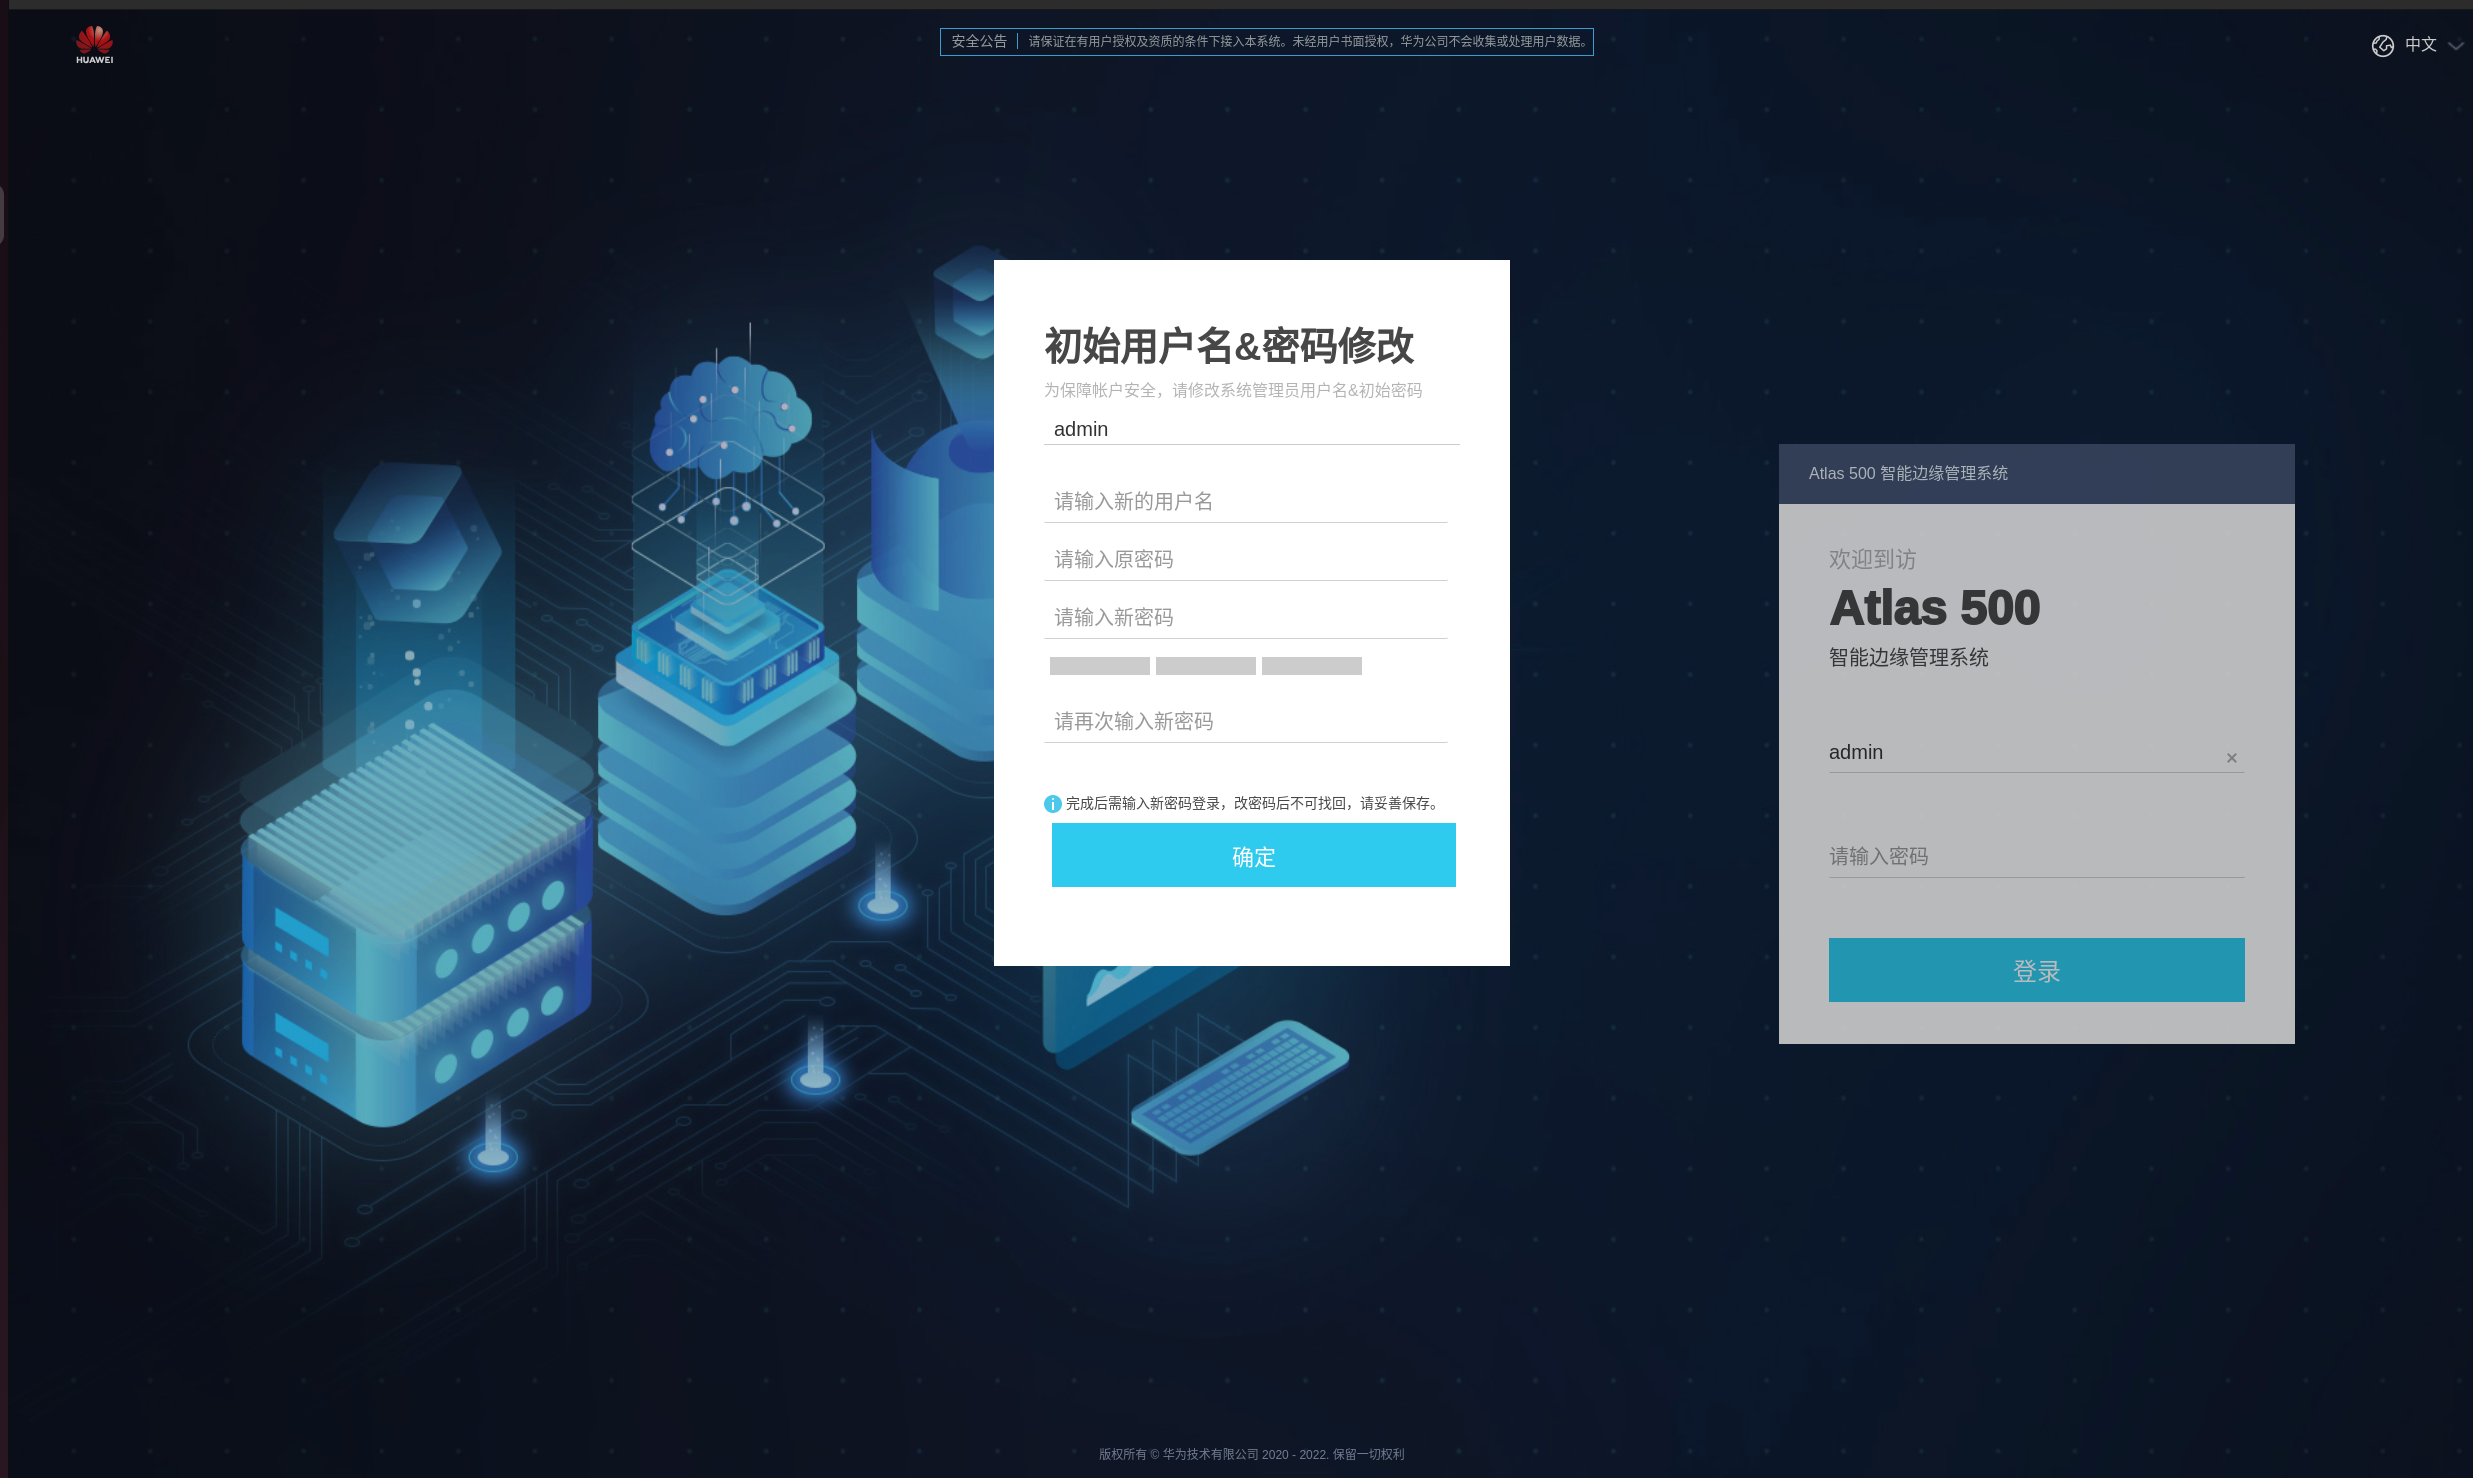 HUAWEI
安全公告
请保证在有用户授权及资质的条件下接入本系统。未经用户书面授权，华为公司不会收集或处理用户数据。
中文
初始用户名&密码修改
为保障帐户安全，请修改系统管理员用户名&初始密码
admin
请输入新的用户名
请输入原密码
请输入新密码
请再次输入新密码
完成后需输入新密码登录，改密码后不可找回，请妥善保存。
确定
Atlas 500 智能边缘管理系统
欢迎到访
Atlas 500
智能边缘管理系统
admin
请输入密码
登录
版权所有 © 华为技术有限公司 2020 - 2022. 保留一切权利